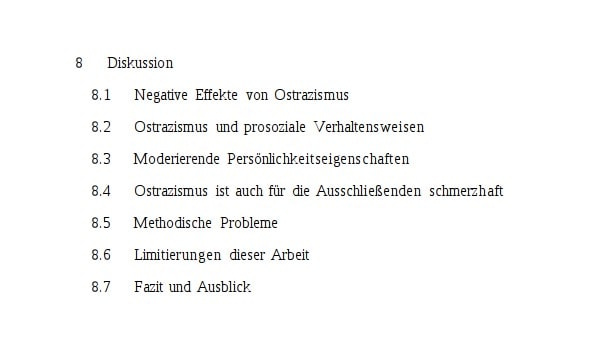 8 Diskussion
8.1 Negative Effekte von Ostrazismus
8.2 Ostrazismus und prosoziale Verhaltensweisen
8.3 Moderierende Persönlichkeitseigenschaften
8.4 Ostrazismus ist auch für die Ausschließenden schmerzhaft
8.5 Methodische Probleme
8.6 Limitierungen dieser Arbeit
8.7 Fazit und Ausblick